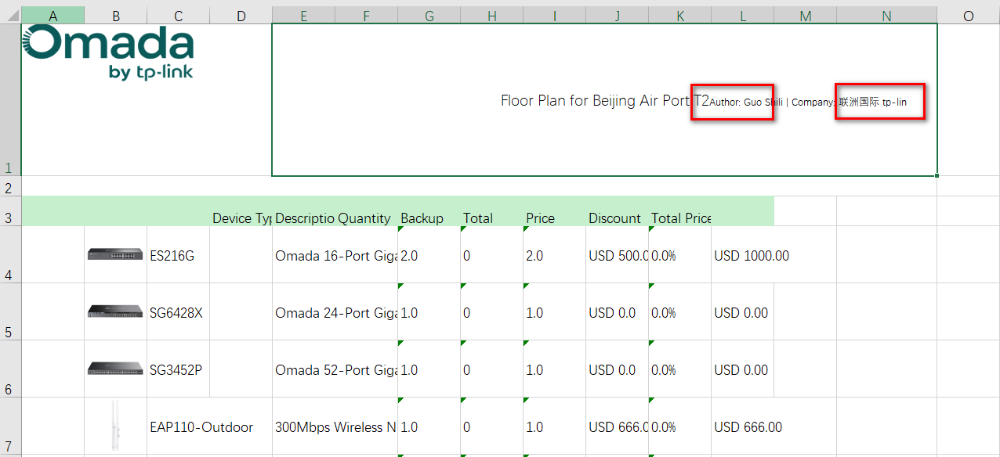 A B C D E F G H I J K L M N O
Omada
by tp-link
Floor Plan for Beijing Air Port T2Author: Guo Shili | Company: 联洲国际 tp-lin
1
2
3 Device Typ Descriptio Quantity Backup Total Price Discount Total Price
4 ES216G Omada 16-Port Giga 2.0 0 2.0 USD 500.0 0.0% USD 1000.00
5 SG6428X Omada 24-Port Giga 1.0 0 1.0 USD 0.0 0.0% USD 0.00
6 SG3452P Omada 52-Port Giga 1.0 0 1.0 USD 0.0 0.0% USD 0.00
7 EAP110-Outdoor 300Mbps Wireless N 1.0 0 1.0 USD 666.0 0.0% USD 666.00